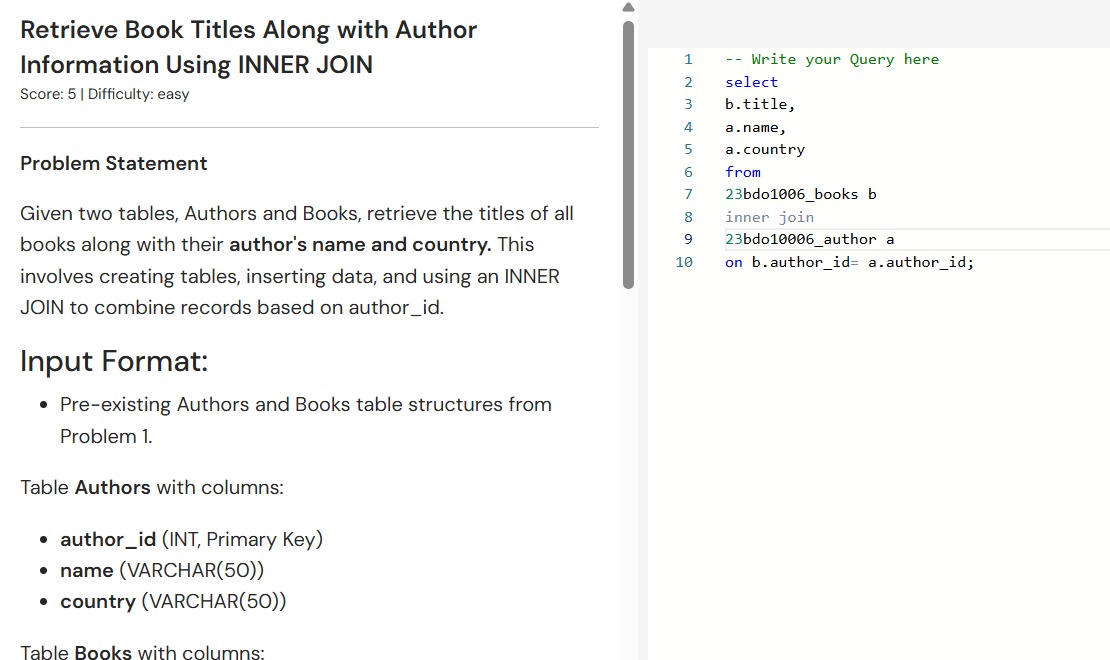 Retrieve Book Titles Along with Author
Information Using INNER JOIN
Score: 5 | Difficulty: easy
Problem Statement
Given two tables, Authors and Books, retrieve the titles of all
books along with their author's name and country. This
involves creating tables, inserting data, and using an INNER
JOIN to combine records based on author_id.
Input Format:
• Pre-existing Authors and Books table structures from
Problem 1.
Table Authors with columns:
• author_id (INT, Primary Key)
• name (VARCHAR(50))
• country (VARCHAR(50))
Table Books with columns:
1 -- Write your Query here
2 select
3 b.title,
4 a.name,
5 a.country
6 from
7 23bdo1006_books b
8 inner join
9 23bdo10006_author a
10 on b.author_id= a.author_id;